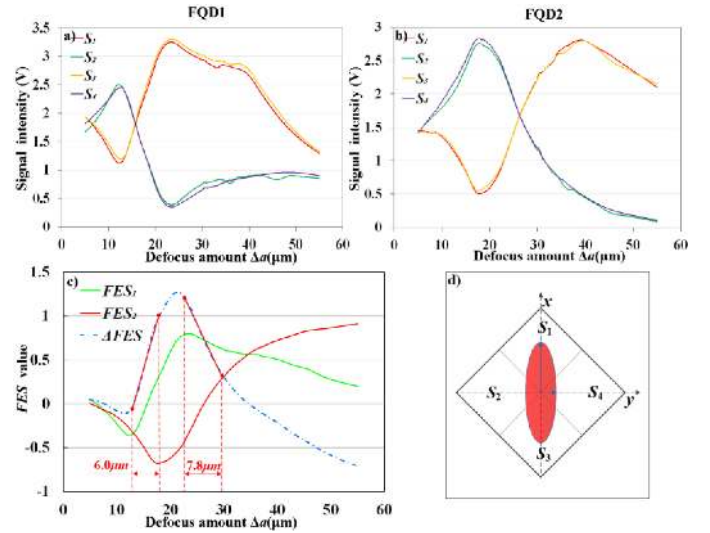 FQD1
FQD2
a)
S₁
S₂
S₃
S₄
Signal intensity (V)
3.5
3
2.5
2
1.5
1
0.5
0
0 10 20 30 40 50 60
Defocus amount Δa(μm)
b)
S₁
S₂
S₃
S₄
Signal intensity (V)
3
2.5
2
1.5
1
0.5
0
0 10 20 30 40 50 60
Defocus amount Δa(μm)
c)
FES₁
FES₂
ΔFES
FES value
1.5
1
0.5
0
-0.5
-1
6.0μm
7.8μm
0 10 20 30 40 50 60
Defocus amount Δa(μm)
d)
x
S₁
S₂
S₄
y
S₃